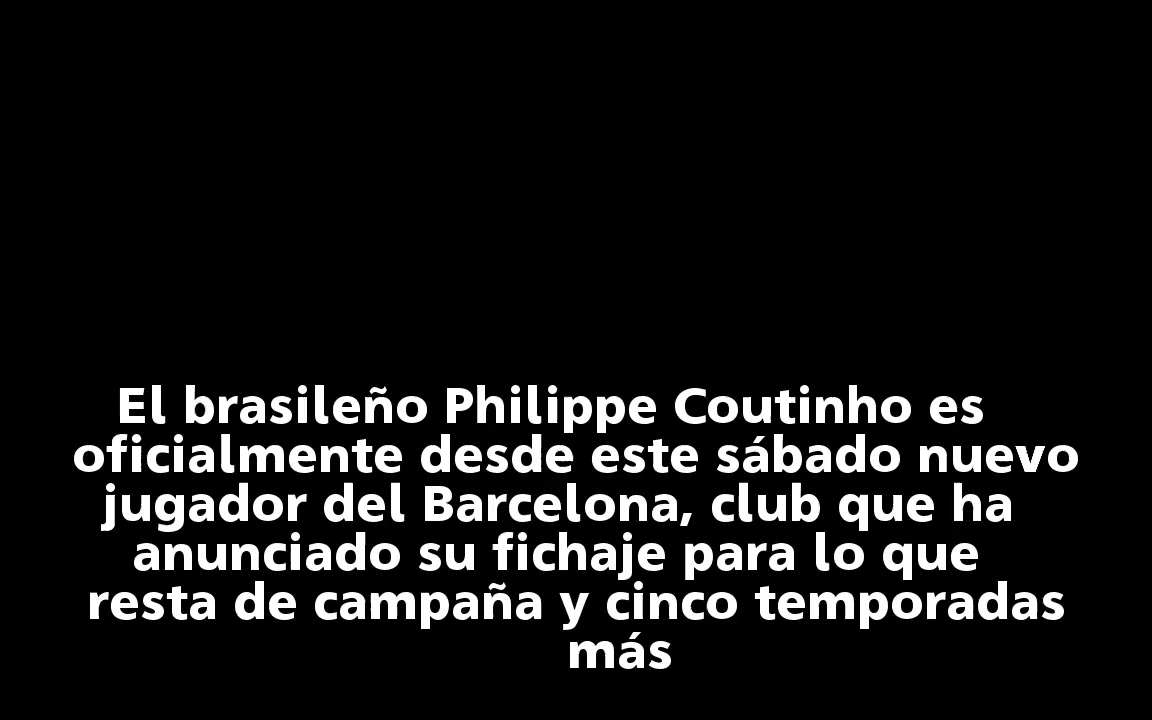 El brasileño Philippe Coutinho es
oficialmente desde este sábado nuevo
jugador del Barcelona, club que ha
anunciado su fichaje para lo que
resta de campaña y cinco temporadas
más